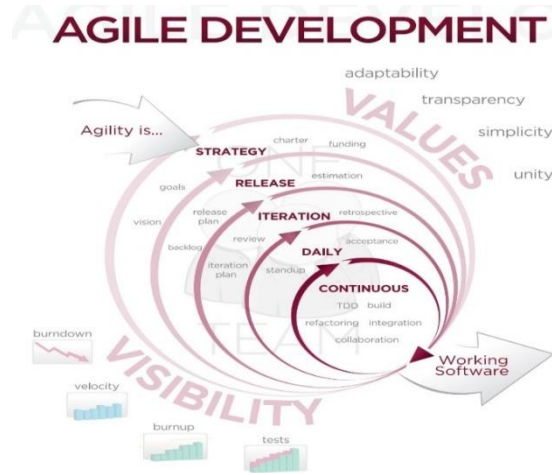 AGILE DEVELOPMENT
adaptability
transparency
simplicity
unity
VALUES
Agility is...
STRATEGY
charter
funding
goals
vision
RELEASE
estimation
release
plan
backlog
ITERATION
retrospective
review
iteration
plan
DAILY
acceptance
standup
CONTINUOUS
TDD
build
refactoring
integration
collaboration
ONE
TEAM
Working
Software
VISIBILITY
burndown
velocity
burnup
tests